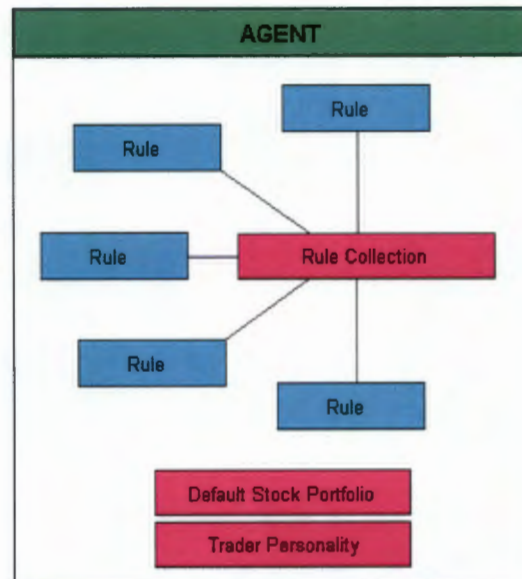 AGENT
Rule
Rule
Rule
Rule Collection
Rule
Rule
Default Stock Portfolio
Trader Personality